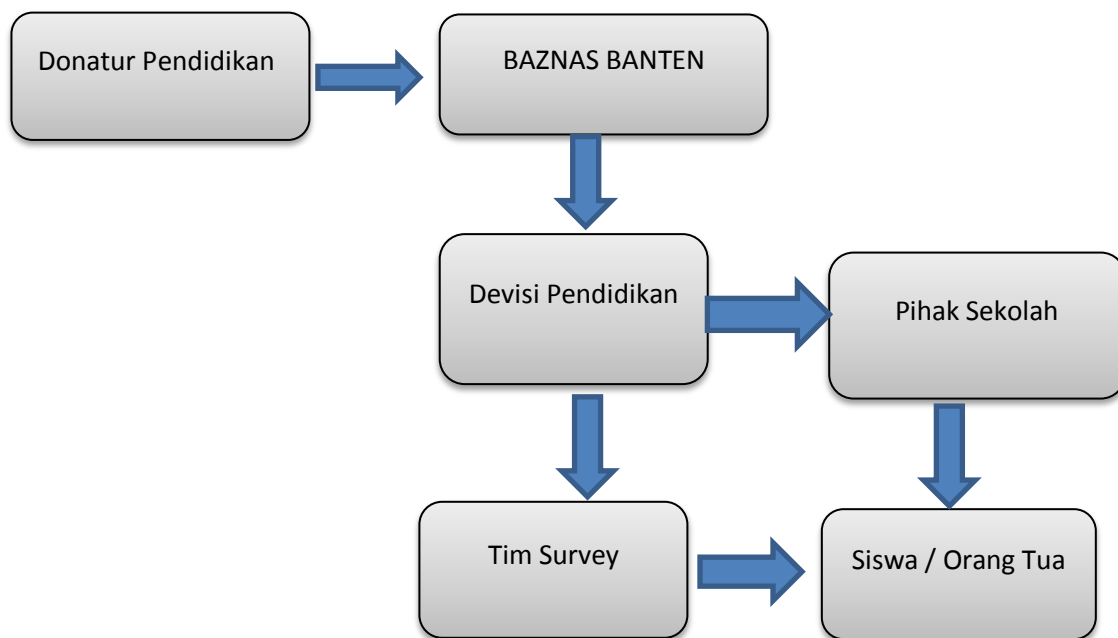 Donatur Pendidikan
BAZNAS BANTEN
Devisi Pendidikan
Pihak Sekolah
Tim Survey
Siswa / Orang Tua